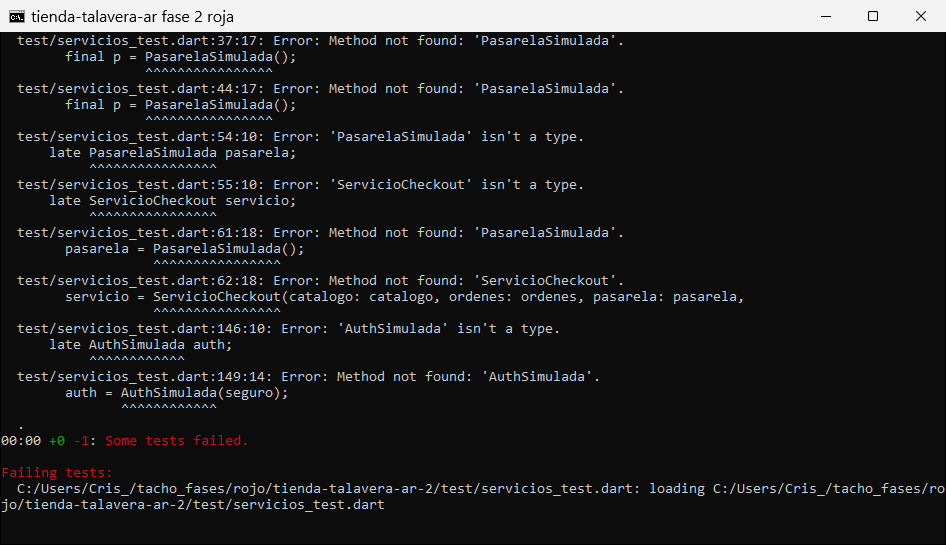 tienda-talavera-ar fase 2 roja
test/servicios_test.dart:37:17: Error: Method not found: 'PasarelaSimulada'.
final p = PasarelaSimulada();
^^^^^^^^^^^^^^^^
test/servicios_test.dart:44:17: Error: Method not found: 'PasarelaSimulada'.
final p = PasarelaSimulada();
^^^^^^^^^^^^^^^^
test/servicios_test.dart:54:10: Error: 'PasarelaSimulada' isn't a type.
late PasarelaSimulada pasarela;
^^^^^^^^^^^^^^^^
test/servicios_test.dart:55:10: Error: 'ServicioCheckout' isn't a type.
late ServicioCheckout servicio;
^^^^^^^^^^^^^^^^
test/servicios_test.dart:61:18: Error: Method not found: 'PasarelaSimulada'.
pasarela = PasarelaSimulada();
^^^^^^^^^^^^^^^^
test/servicios_test.dart:62:18: Error: Method not found: 'ServicioCheckout'.
servicio = ServicioCheckout(catalogo: catalogo, ordenes: ordenes, pasarela: pasarela,
^^^^^^^^^^^^^^^^
test/servicios_test.dart:146:10: Error: 'AuthSimulada' isn't a type.
late AuthSimulada auth;
^^^^^^^^^^^^
test/servicios_test.dart:149:14: Error: Method not found: 'AuthSimulada'.
auth = AuthSimulada(seguro);
^^^^^^^^^^^^
.
00:00 +0 -1: Some tests failed.
Failing tests:
C:/Users/Cris_/tacho_fases/rojo/tienda-talavera-ar-2/test/servicios_test.dart: loading C:/Users/Cris_/tacho_fases/ro
jo/tienda-talavera-ar-2/test/servicios_test.dart